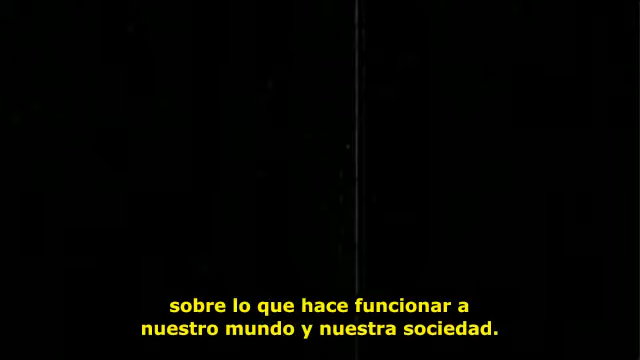 sobre lo que hace funcionar a
nuestro mundo y nuestra sociedad.